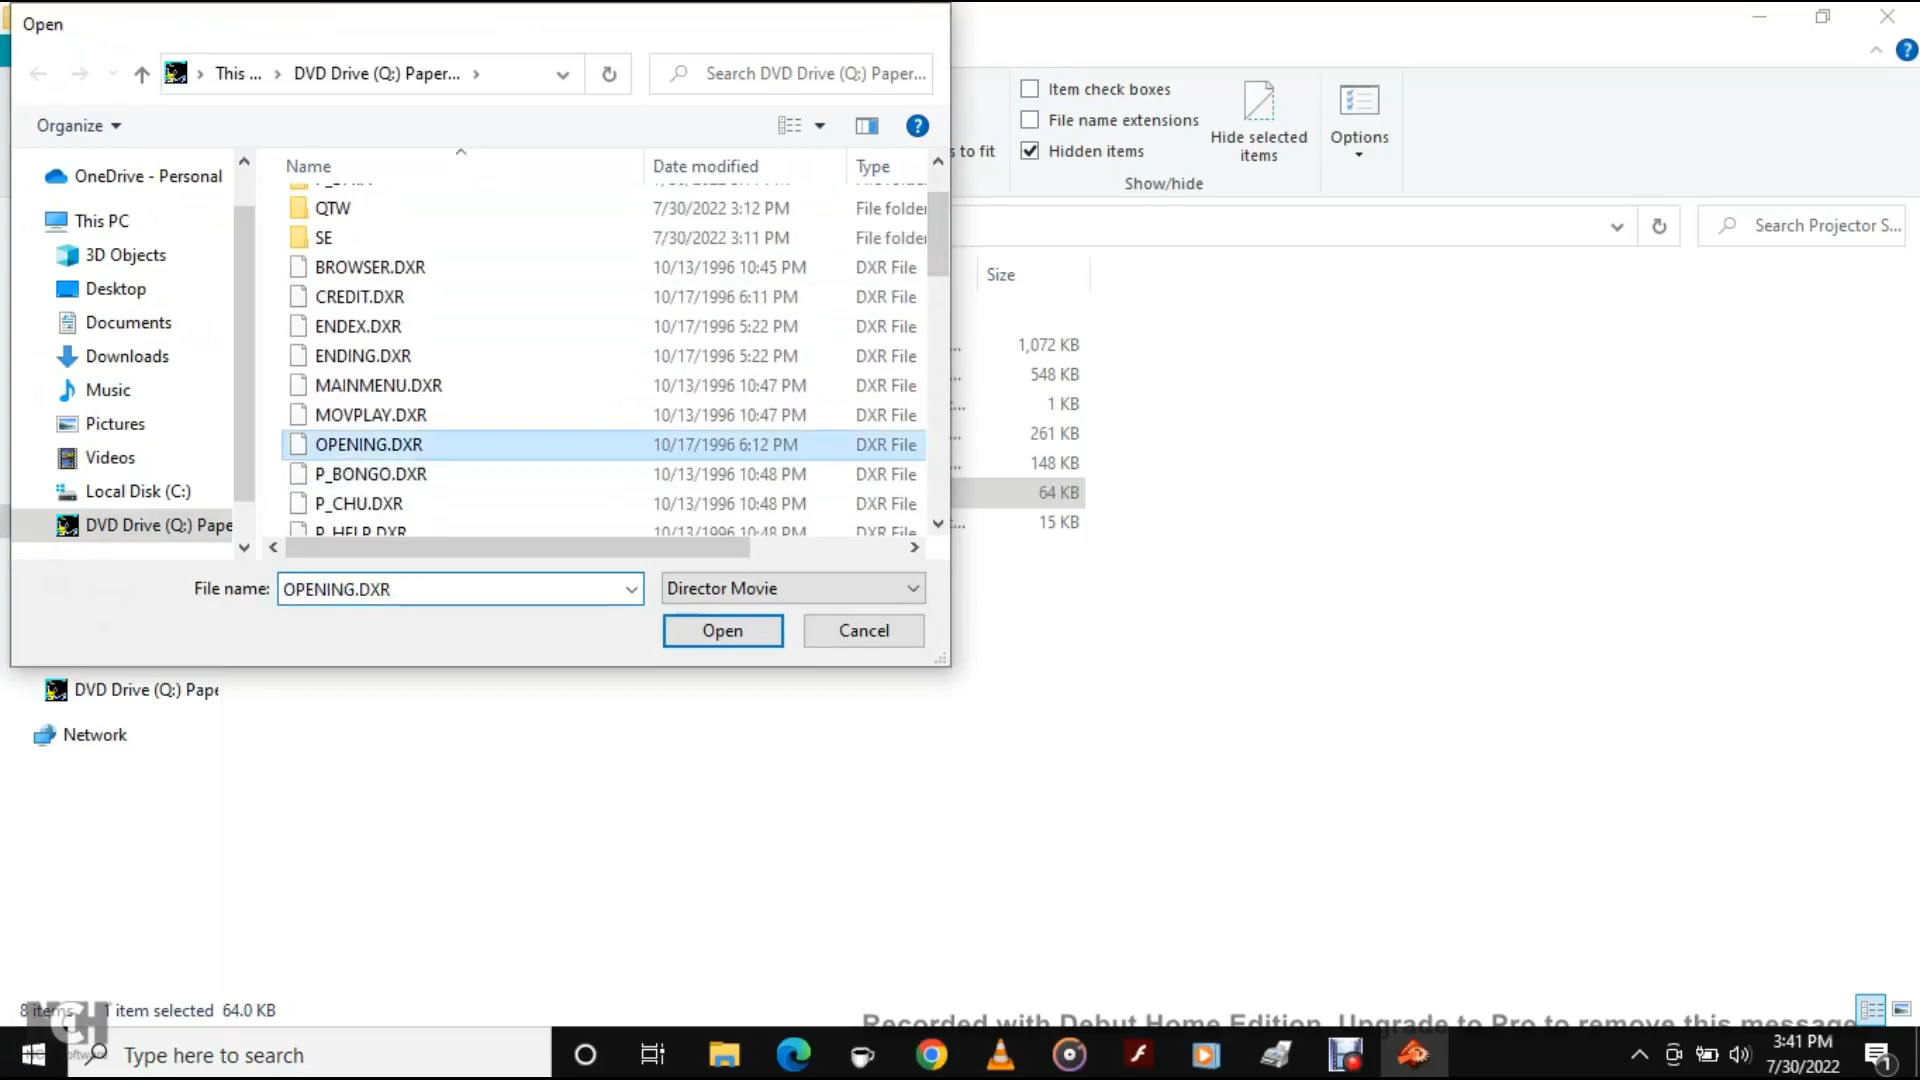 Open
This ...
DVD Drive (Q:) Paper...
Search DVD Drive (Q:) Paper...
Organize
Item check boxes
File name extensions
Hidden items
s to fit
Hide selected
items
Options
Show/hide
Search Projector S...
Size
OneDrive - Personal
This PC
3D Objects
Desktop
Documents
Downloads
Music
Pictures
Videos
Local Disk (C:)
DVD Drive (Q:) Pape
Name Date modified Type
QTW 7/30/2022 3:12 PM File folder
SE 7/30/2022 3:11 PM File folder
BROWSER.DXR 10/13/1996 10:45 PM DXR File
CREDIT.DXR 10/17/1996 6:11 PM DXR File
ENDEX.DXR 10/17/1996 5:22 PM DXR File
ENDING.DXR 10/17/1996 5:22 PM DXR File
MAINMENU.DXR 10/13/1996 10:47 PM DXR File
MOVPLAY.DXR 10/13/1996 10:47 PM DXR File
OPENING.DXR 10/17/1996 6:12 PM DXR File
P_BONGO.DXR 10/13/1996 10:48 PM DXR File
P_CHU.DXR 10/13/1996 10:48 PM DXR File
P_HELP.DXR 10/13/1996 10:48 PM DXR File
1,072 KB
548 KB
1 KB
261 KB
148 KB
64 KB
15 KB
File name: OPENING.DXR Director Movie
Open Cancel
DVD Drive (Q:) Pape
Network
8 items 1 item selected 64.0 KB
Recorded with Debut Home Edition. Upgrade to Pro to remove this message
Type here to search
3:41 PM
7/30/2022
1